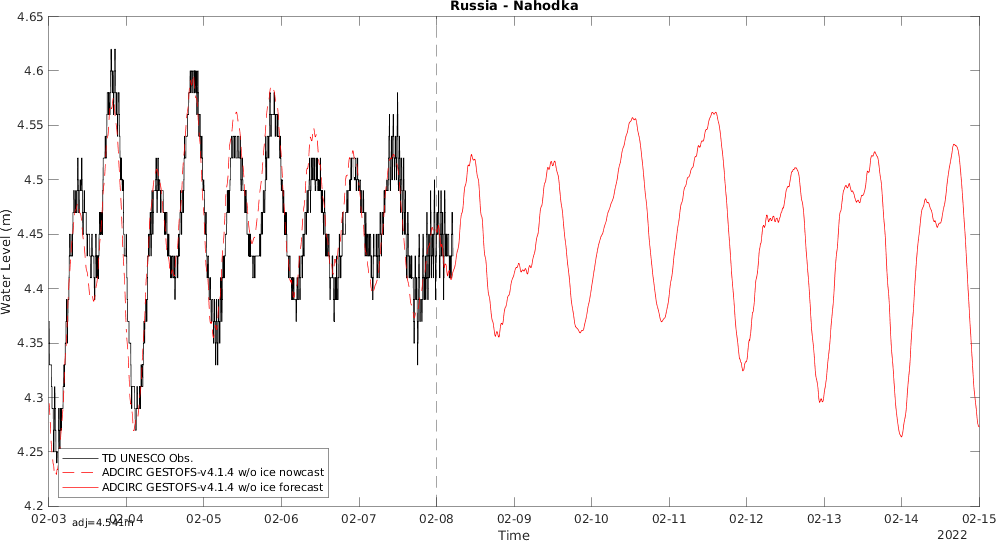 Russia - Nahodka
4.65
4.6
4.55
4.5
4.45
4.4
4.35
4.3
4.25
4.2
Water Level (m)
TD UNESCO Obs.
ADCIRC GESTOFS-v4.1.4 w/o ice nowcast
ADCIRC GESTOFS-v4.1.4 w/o ice forecast
02-03 02-04 02-05 02-06 02-07 02-08 02-09 02-10 02-11 02-12 02-13 02-14 02-15
adj=4.541m
Time
2022